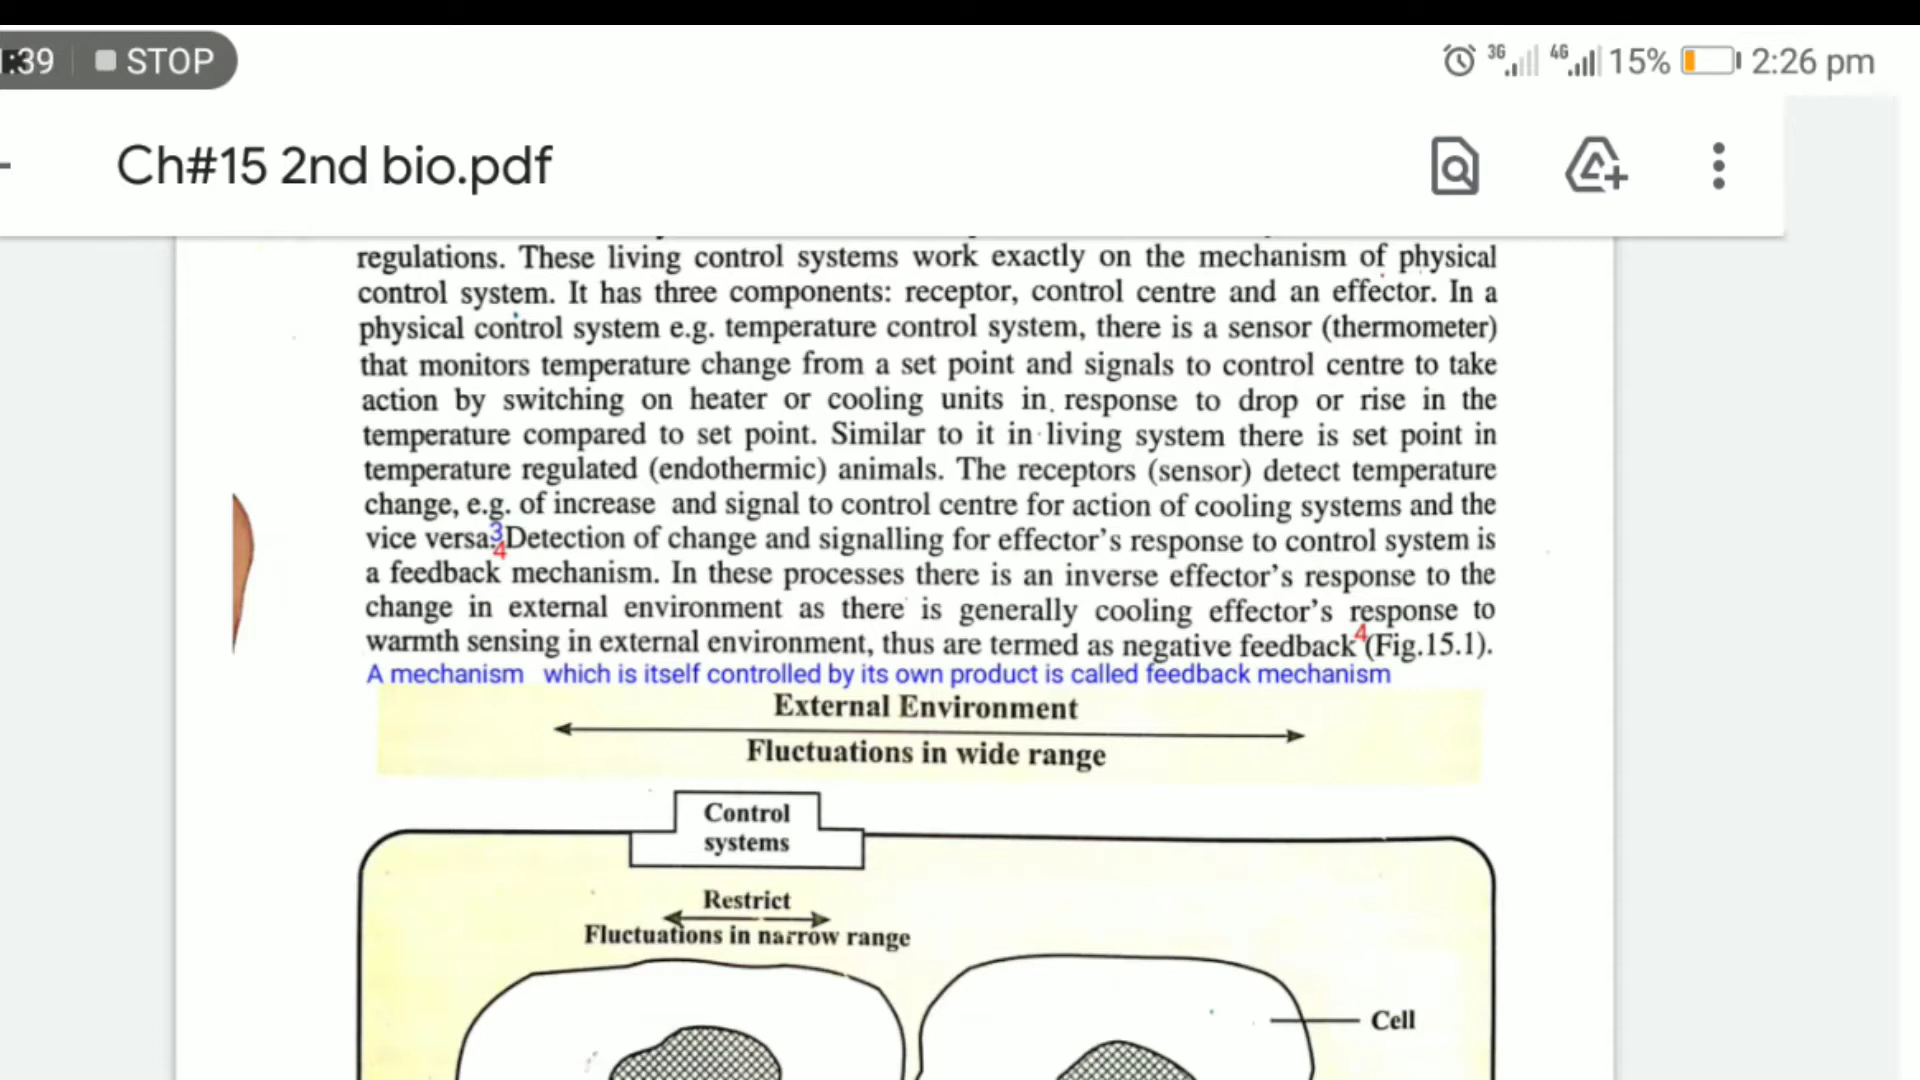 :39 STOP 3G 4G 15% 2:26 pm
Ch#15 2nd bio.pdf
regulations. These living control systems work exactly on the mechanism of physical
control system. It has three components: receptor, control centre and an effector. In a
physical control system e.g. temperature control system, there is a sensor (thermometer)
that monitors temperature change from a set point and signals to control centre to take
action by switching on heater or cooling units in response to drop or rise in the
temperature compared to set point. Similar to it in living system there is set point in
temperature regulated (endothermic) animals. The receptors (sensor) detect temperature
change, e.g. of increase and signal to control centre for action of cooling systems and the
vice versa.3 4 Detection of change and signalling for effector's response to control system is
a feedback mechanism. In these processes there is an inverse effector's response to the
change in external environment as there is generally cooling effector's response to
warmth sensing in external environment, thus are termed as negative feedback 4 (Fig.15.1).
A mechanism which is itself controlled by its own product is called feedback mechanism
External Environment
Fluctuations in wide range
Control
systems
Restrict
Fluctuations in narrow range
Cell